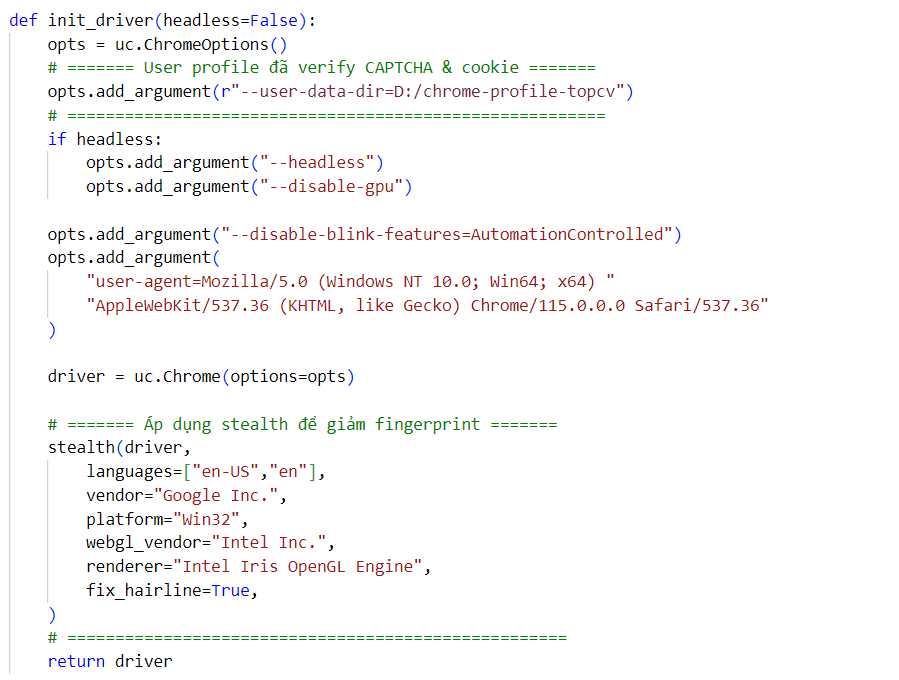 def init_driver(headless=False):
    opts = uc.ChromeOptions()
    # ======= User profile đã verify CAPTCHA & cookie =======
    opts.add_argument(r"--user-data-dir=D:/chrome-profile-topcv")
    # ========================================================
    if headless:
        opts.add_argument("--headless")
        opts.add_argument("--disable-gpu")

    opts.add_argument("--disable-blink-features=AutomationControlled")
    opts.add_argument(
        "user-agent=Mozilla/5.0 (Windows NT 10.0; Win64; x64) "
        "AppleWebKit/537.36 (KHTML, like Gecko) Chrome/115.0.0.0 Safari/537.36"
    )

    driver = uc.Chrome(options=opts)

    # ======= Áp dụng stealth để giảm fingerprint =======
    stealth(driver,
        languages=["en-US","en"],
        vendor="Google Inc.",
        platform="Win32",
        webgl_vendor="Intel Inc.",
        renderer="Intel Iris OpenGL Engine",
        fix_hairline=True,
    )
    # ====================================================
    return driver